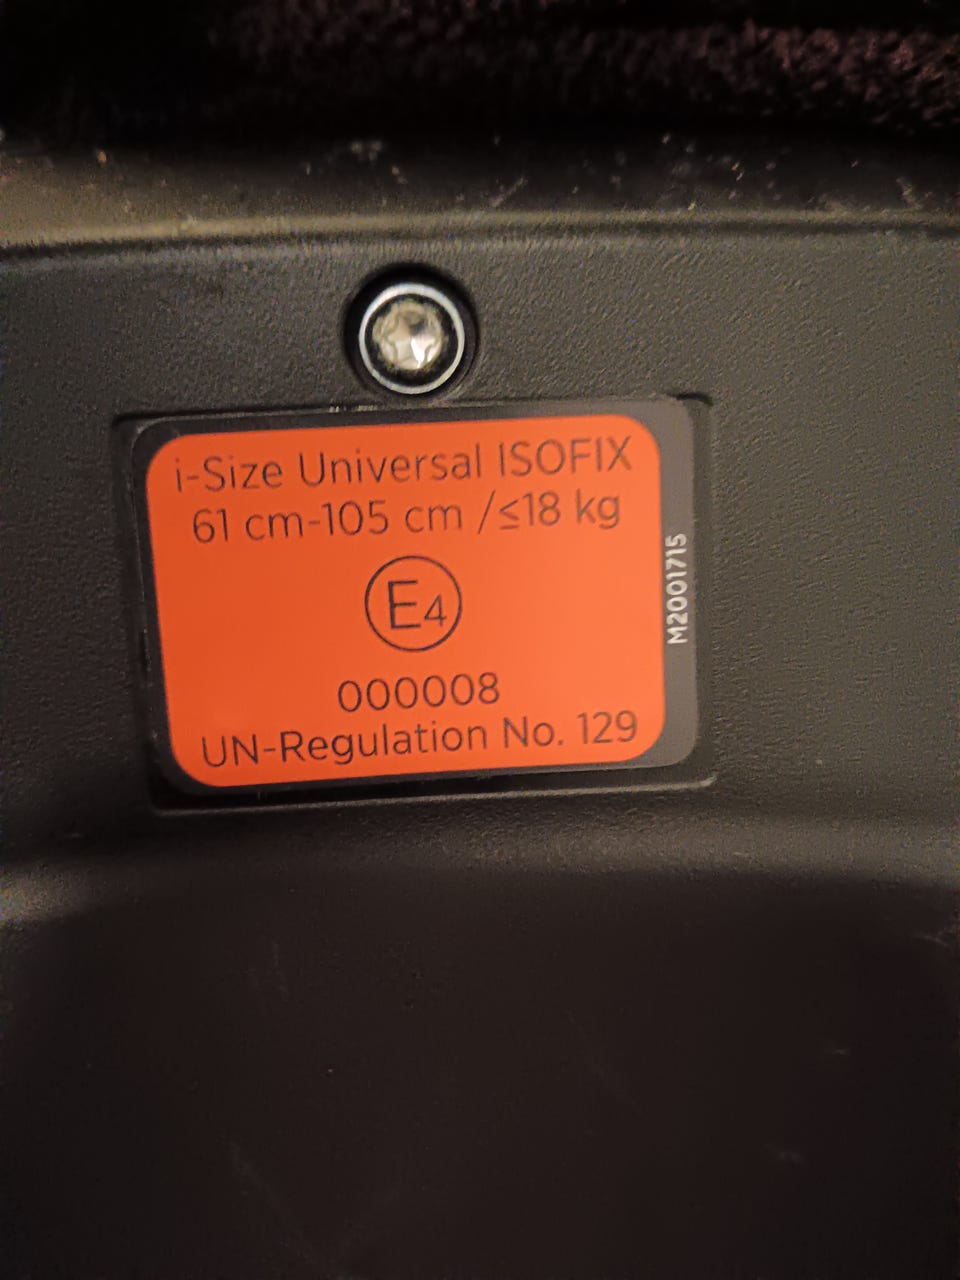 i-Size Universal ISOFIX
61 cm-105 cm /≤18 kg
E4
000008
UN-Regulation No. 129
M2001715